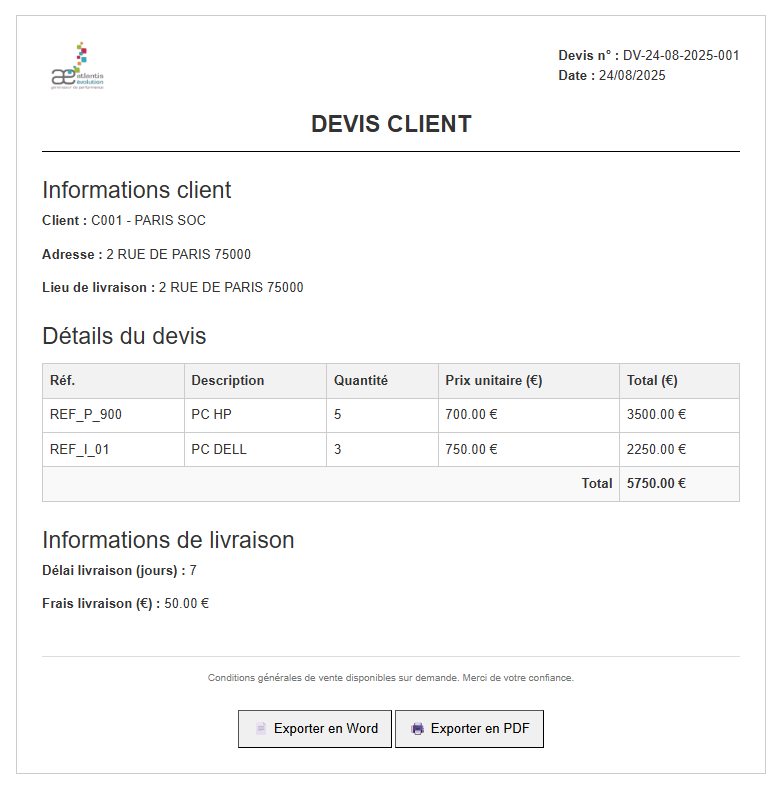 atlantis
évolution
Devis n° : DV-24-08-2025-001
Date : 24/08/2025
DEVIS CLIENT
Informations client
Client : C001 - PARIS SOC
Adresse : 2 RUE DE PARIS 75000
Lieu de livraison : 2 RUE DE PARIS 75000
Détails du devis
Réf. Description Quantité Prix unitaire (€) Total (€)
REF_P_900 PC HP 5 700.00 € 3500.00 €
REF_I_01 PC DELL 3 750.00 € 2250.00 €
Total 5750.00 €
Informations de livraison
Délai livraison (jours) : 7
Frais livraison (€) : 50.00 €
Conditions générales de vente disponibles sur demande. Merci de votre confiance.
Exporter en Word Exporter en PDF